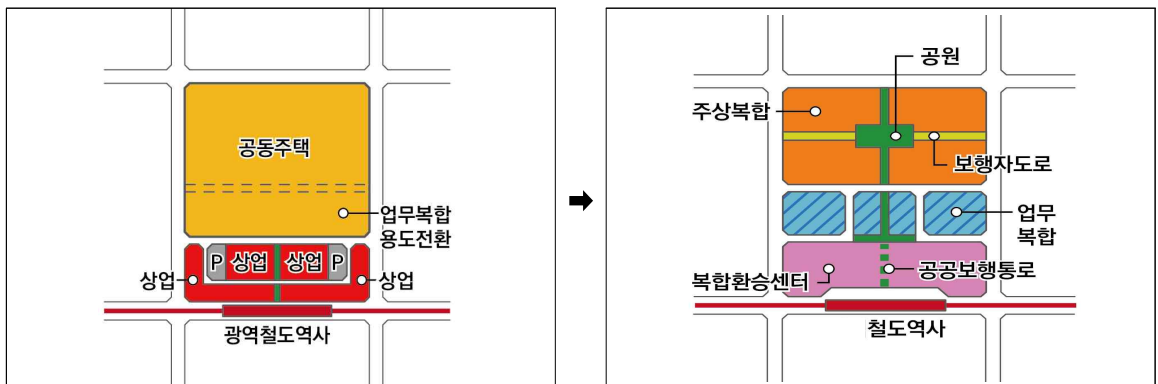 공동주택
업무복합
용도전환
P 상업 상업 P
상업
상업
광역철도역사
공원
주상복합
보행자도로
업무
복합
복합환승센터
공공보행통로
철도역사